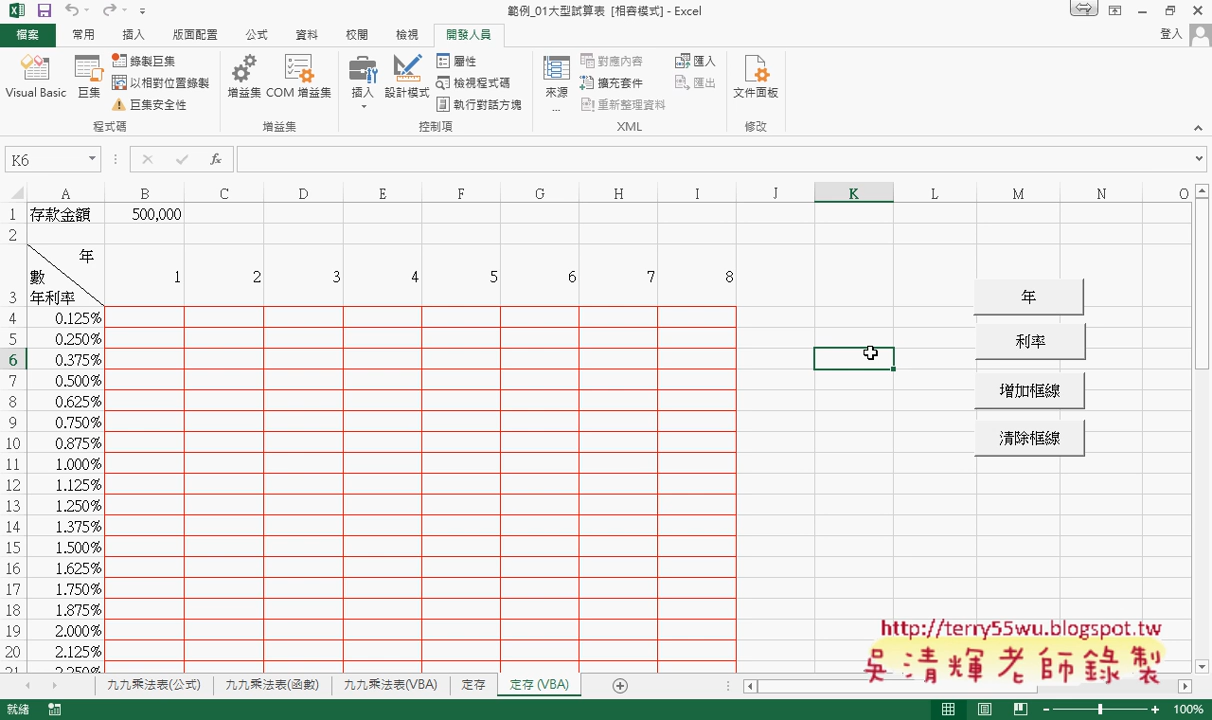 範例_01大型試算表 [相容模式] - Excel
檔案 常用 插入 版面配置 公式 資料 校閱 檢視 開發人員 登入
Visual Basic 巨集 錄製巨集 以相對位置錄製 巨集安全性 程式碼
增益集 COM 增益集 增益集
插入 設計模式 屬性 檢視程式碼 執行對話方塊 控制項
來源 ... 對應內容 擴充套件 重新整理資料 匯入 匯出 XML
文件面板 修改
K6 fx
A B C D E F G H I J K L M N O
1 存款金額 500,000
2
3 年 數 年利率 1 2 3 4 5 6 7 8
4 0.125%
5 0.250%
6 0.375%
7 0.500%
8 0.625%
9 0.750%
10 0.875%
11 1.000%
12 1.125%
13 1.250%
14 1.375%
15 1.500%
16 1.625%
17 1.750%
18 1.875%
19 2.000%
20 2.125%
21 2.250%
年
利率
增加框線
清除框線
http://terry55wu.blogspot.tw
吳清輝老師錄製
九九乘法表(公式) 九九乘法表(函數) 九九乘法表(VBA) 定存 定存 (VBA)
就緒 100%